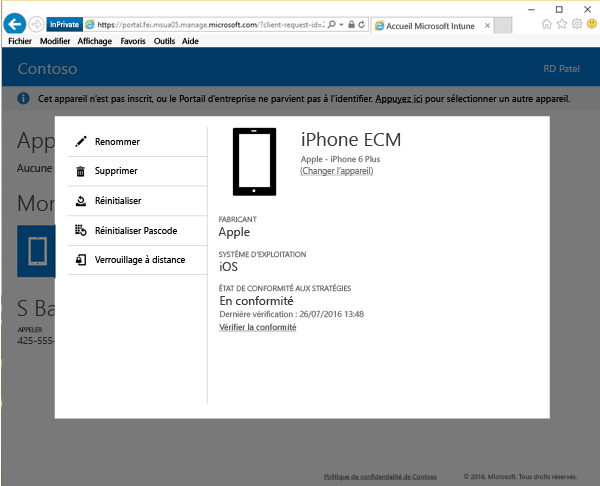 InPrivate
https://portal.fei.msua05.manage.microsoft.com/?client-request-id=
Accueil Microsoft Intune
Fichier Modifier Affichage Favoris Outils Aide
Contoso
RD Patel
Cet appareil n'est pas inscrit, ou le Portail d'entreprise ne parvient pas à l'identifier. Appuyez ici pour sélectionner un autre appareil.
App
Aucune
Mor
S Ba
APPELER
425-555-
Renommer
Supprimer
Réinitialiser
Réinitialiser Pascode
Verrouillage à distance
iPhone ECM
Apple - iPhone 6 Plus
(Changer l'appareil)
FABRICANT
Apple
SYSTÈME D'EXPLOITATION
iOS
ÉTAT DE CONFORMITÉ AUX STRATÉGIES
En conformité
Dernière vérification : 26/07/2016 13:48
Vérifier la conformité
Politique de confidentialité de Contoso
© 2016. Microsoft. Tous droits réservés.